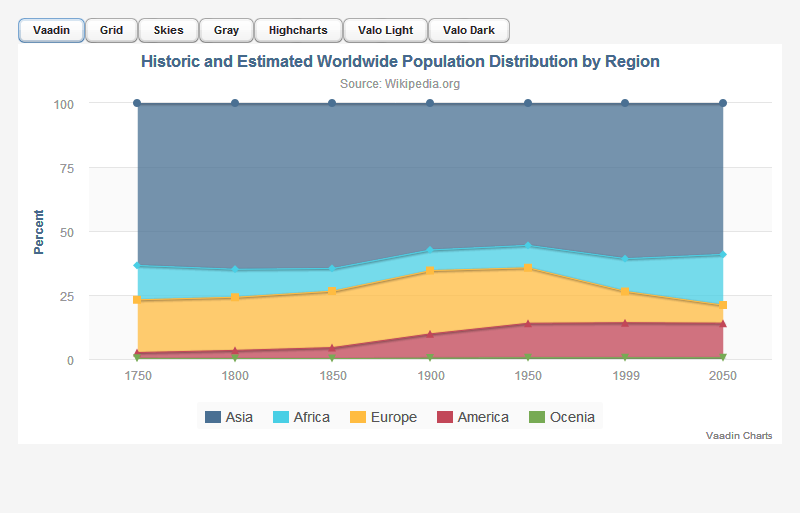 Vaadin Grid Skies Gray Highcharts Valo Light Valo Dark
Historic and Estimated Worldwide Population Distribution by Region
Source: Wikipedia.org
Percent
100
75
50
25
0
1750 1800 1850 1900 1950 1999 2050
Asia Africa Europe America Ocenia
Vaadin Charts